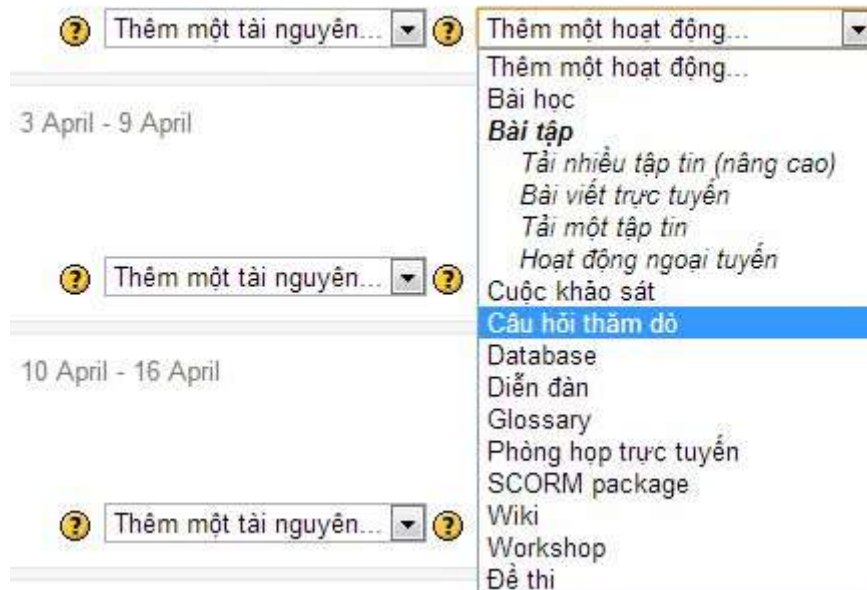 Thêm một tài nguyên... Thêm một hoạt động...
Thêm một hoạt động...
Bài học
3 April - 9 April
Bài tập
Tải nhiều tập tin (nâng cao)
Bài viết trực tuyến
Tải một tập tin
Hoạt động ngoại tuyến
Thêm một tài nguyên...
Cuộc khảo sát
Câu hỏi thăm dò
Database
10 April - 16 April
Diễn đàn
Glossary
Phòng họp trực tuyến
SCORM package
Wiki
Thêm một tài nguyên...
Workshop
Đề thi